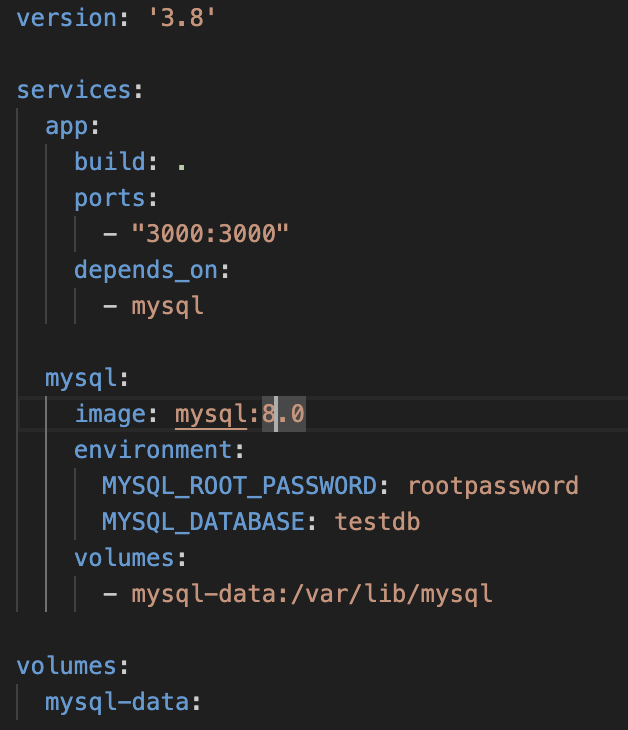 version: '3.8'
services:
app:
build: .
ports:
- "3000:3000"
depends_on:
- mysql
mysql:
image: mysql:8.0
environment:
MYSQL_ROOT_PASSWORD: rootpassword
MYSQL_DATABASE: testdb
volumes:
- mysql-data:/var/lib/mysql
volumes:
mysql-data: